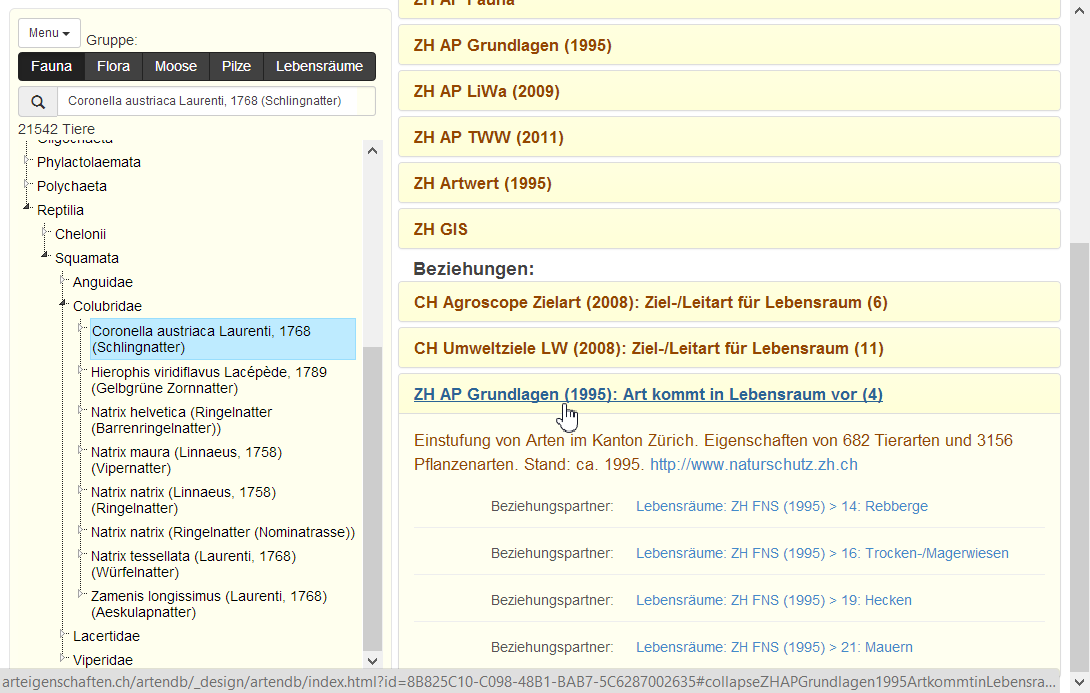 Menu
Gruppe:
Fauna Flora Moose Pilze Lebensräume
Coronella austriaca Laurenti, 1768 (Schlingnatter)
21542 Tiere
Oligochaeta
Phylactolaemata
Polychaeta
Reptilia
Chelonii
Squamata
Anguidae
Colubridae
Coronella austriaca Laurenti, 1768
(Schlingnatter)
Hierophis viridiflavus Lacépède, 1789
(Gelbgrüne Zornnatter)
Natrix helvetica (Ringelnatter
(Barrenringelnatter))
Natrix maura (Linnaeus, 1758)
(Vipernatter)
Natrix natrix (Linnaeus, 1758)
(Ringelnatter)
Natrix natrix (Ringelnatter (Nominatrasse))
Natrix tessellata (Laurenti, 1768)
(Würfelnatter)
Zamenis longissimus (Laurenti, 1768)
(Aeskulapnatter)
Lacertidae
Viperidae
ZH AP Fauna
ZH AP Grundlagen (1995)
ZH AP LiWa (2009)
ZH AP TWW (2011)
ZH Artwert (1995)
ZH GIS
Beziehungen:
CH Agroscope Zielart (2008): Ziel-/Leitart für Lebensraum (6)
CH Umweltziele LW (2008): Ziel-/Leitart für Lebensraum (11)
ZH AP Grundlagen (1995): Art kommt in Lebensraum vor (4)
Einstufung von Arten im Kanton Zürich. Eigenschaften von 682 Tierarten und 3156
Pflanzenarten. Stand: ca. 1995. http://www.naturschutz.zh.ch
Beziehungspartner: Lebensräume: ZH FNS (1995) > 14: Rebberge
Beziehungspartner: Lebensräume: ZH FNS (1995) > 16: Trocken-/Magerwiesen
Beziehungspartner: Lebensräume: ZH FNS (1995) > 19: Hecken
Beziehungspartner: Lebensräume: ZH FNS (1995) > 21: Mauern
arteigenschaften.ch/artendb/_design/artendb/index.html?id=8B825C10-C098-48B1-BAB7-5C6287002635#collapseZHAPGrundlagen1995ArtkommtinLebensra...